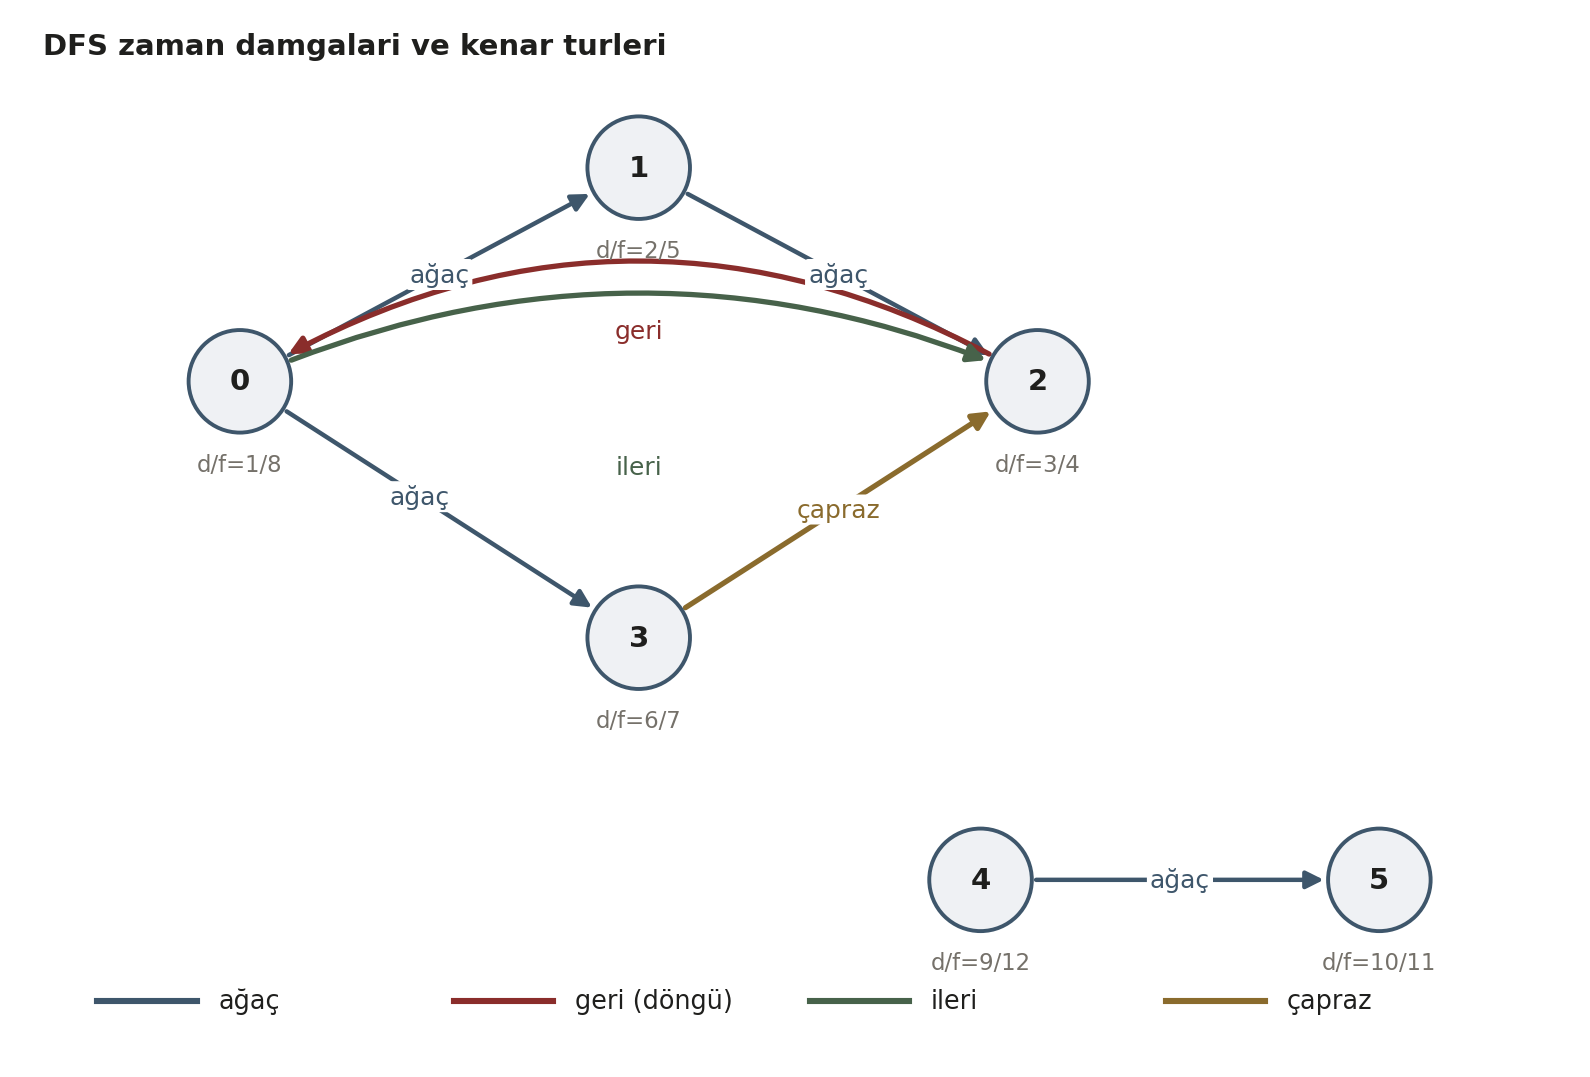 DFS zaman damgalari ve kenar turleri
1
d/f=2/5
ağaç
ağaç
geri
0
2
d/f=1/8
d/f=3/4
ileri
ağaç
çapraz
3
d/f=6/7
4
ağaç
5
d/f=9/12
d/f=10/11
ağaç
geri (döngü)
ileri
çapraz